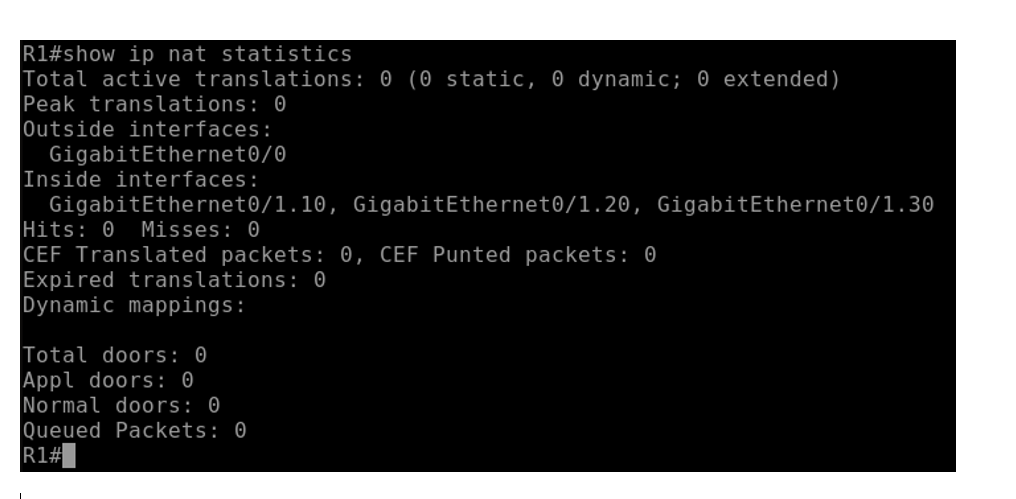 R1#show ip nat statistics
Total active translations: 0 (0 static, 0 dynamic; 0 extended)
Peak translations: 0
Outside interfaces:
  GigabitEthernet0/0
Inside interfaces:
  GigabitEthernet0/1.10, GigabitEthernet0/1.20, GigabitEthernet0/1.30
Hits: 0  Misses: 0
CEF Translated packets: 0, CEF Punted packets: 0
Expired translations: 0
Dynamic mappings:

Total doors: 0
Appl doors: 0
Normal doors: 0
Queued Packets: 0
R1#